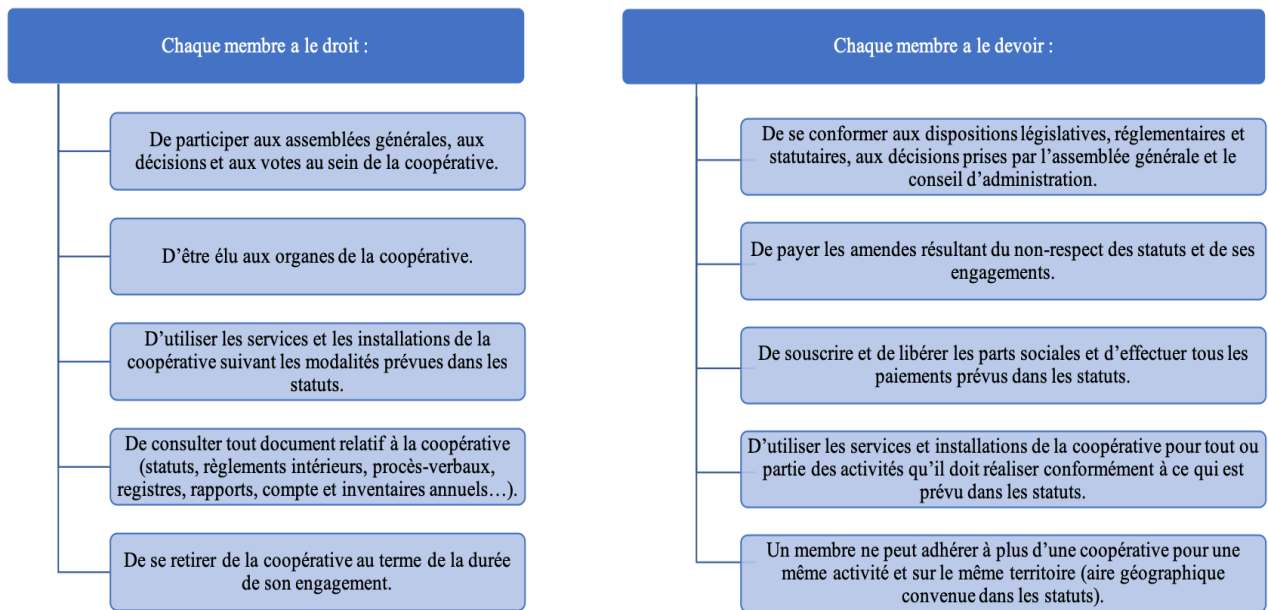 Chaque membre a le droit :
De participer aux assemblées générales, aux
décisions et aux votes au sein de la coopérative.
D’être élu aux organes de la coopérative.
D’utiliser les services et les installations de la
coopérative suivant les modalités prévues dans les
statuts.
De consulter tout document relatif à la coopérative
(statuts, règlements intérieurs, procès-verbaux,
registres, rapports, compte et inventaires annuels…).
De se retirer de la coopérative au terme de la durée
de son engagement.
Chaque membre a le devoir :
De se conformer aux dispositions législatives, réglementaires et
statutaires, aux décisions prises par l’assemblée générale et le
conseil d’administration.
De payer les amendes résultant du non-respect des statuts et de ses
engagements.
De souscrire et de libérer les parts sociales et d’effectuer tous les
paiements prévus dans les statuts.
D’utiliser les services et installations de la coopérative pour tout ou
partie des activités qu’il doit réaliser conformément à ce qui est
prévu dans les statuts.
Un membre ne peut adhérer à plus d’une coopérative pour une
même activité et sur le même territoire (aire géographique
convenue dans les statuts).